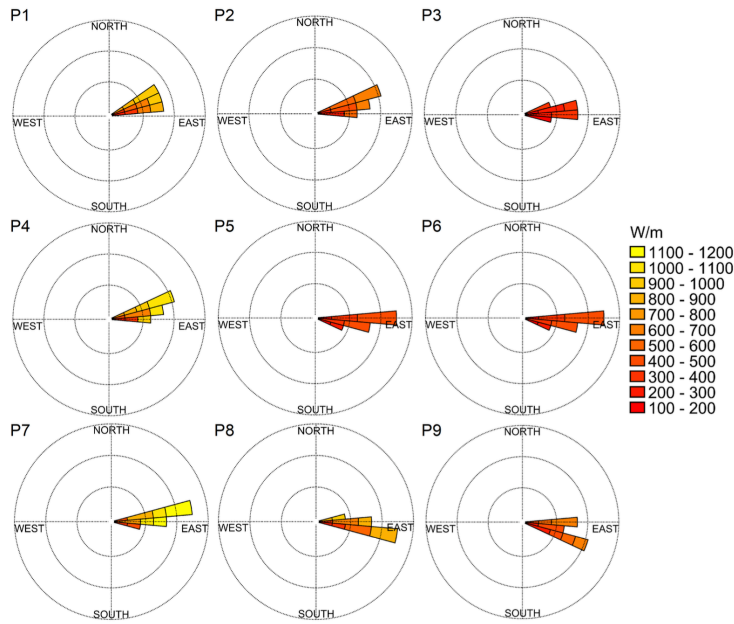 P1
NORTH
WEST
EAST
SOUTH
P2
NORTH
WEST
EAST
SOUTH
P3
NORTH
WEST
EAST
SOUTH
P4
NORTH
WEST
EAST
SOUTH
P5
NORTH
WEST
EAST
SOUTH
P6
NORTH
WEST
EAST
SOUTH
W/m
1100 - 1200
1000 - 1100
900 - 1000
800 - 900
700 - 800
600 - 700
500 - 600
400 - 500
300 - 400
200 - 300
100 - 200
P7
NORTH
WEST
EAST
SOUTH
P8
NORTH
WEST
EAST
SOUTH
P9
NORTH
WEST
EAST
SOUTH